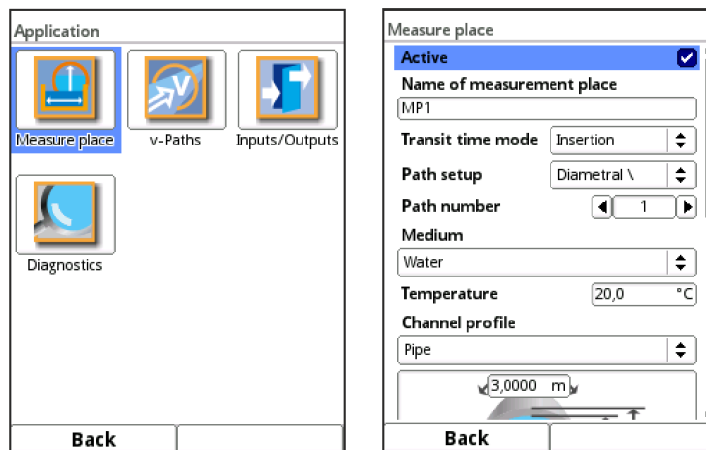 Application
Measure place
v-Paths
Inputs/Outputs
Diagnostics
Back
Measure place
Active
Name of measurement place
MP1
Transit time mode Insertion
Path setup Diametral \
Path number 1
Medium
Water
Temperature 20,0 °C
Channel profile
Pipe
3,0000 m
Back